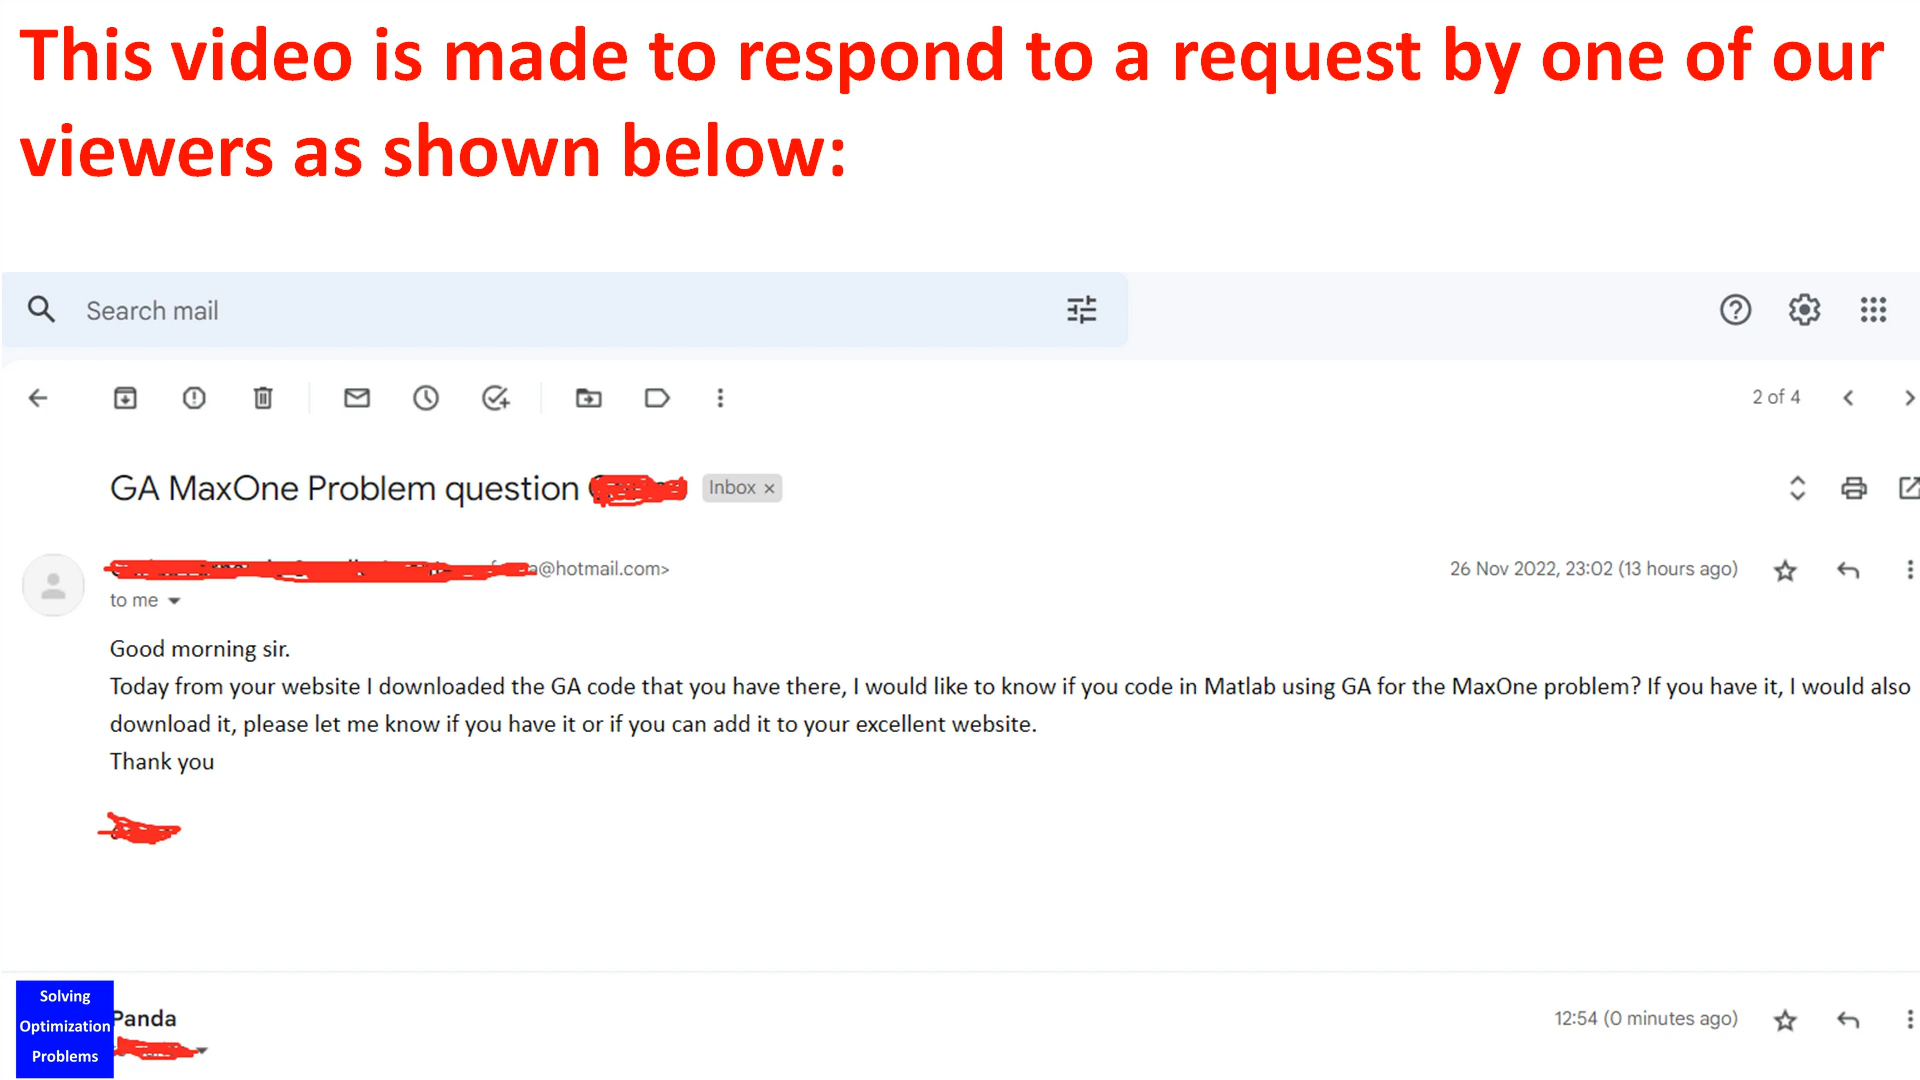 This video is made to respond to a request by one of our
viewers as shown below:
Search mail
2 of 4
GA MaxOne Problem question
Inbox ×
@hotmail.com>
26 Nov 2022, 23:02 (13 hours ago)
to me
Good morning sir.
Today from your website I downloaded the GA code that you have there, I would like to know if you code in Matlab using GA for the MaxOne problem? If you have it, I would also
download it, please let me know if you have it or if you can add it to your excellent website.
Thank you
Solving
Optimization
Problems
Panda
12:54 (0 minutes ago)